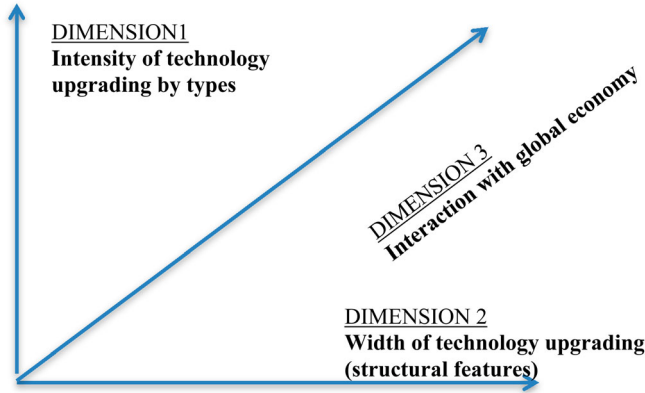 DIMENSION1
Intensity of technology
upgrading by types
DIMENSION 3
Interaction with global economy
DIMENSION 2
Width of technology upgrading
(structural features)